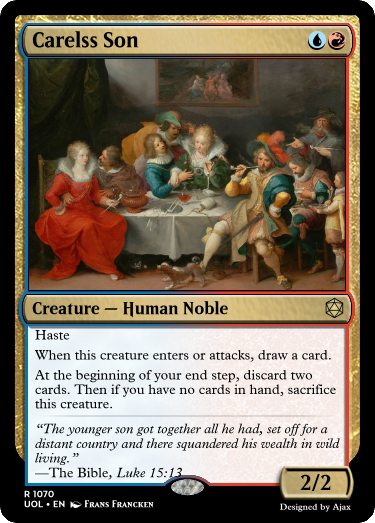 Carelss Son
Creature — Human Noble
Haste
When this creature enters or attacks, draw a card.
At the beginning of your end step, discard two
cards. Then if you have no cards in hand, sacrifice
this creature.
“The younger son got together all he had, set off for a
distant country and there squandered his wealth in wild
living.”
—The Bible, Luke 15:13
2/2
R 1070
UOL • EN Frans Francken
Designed by Ajax